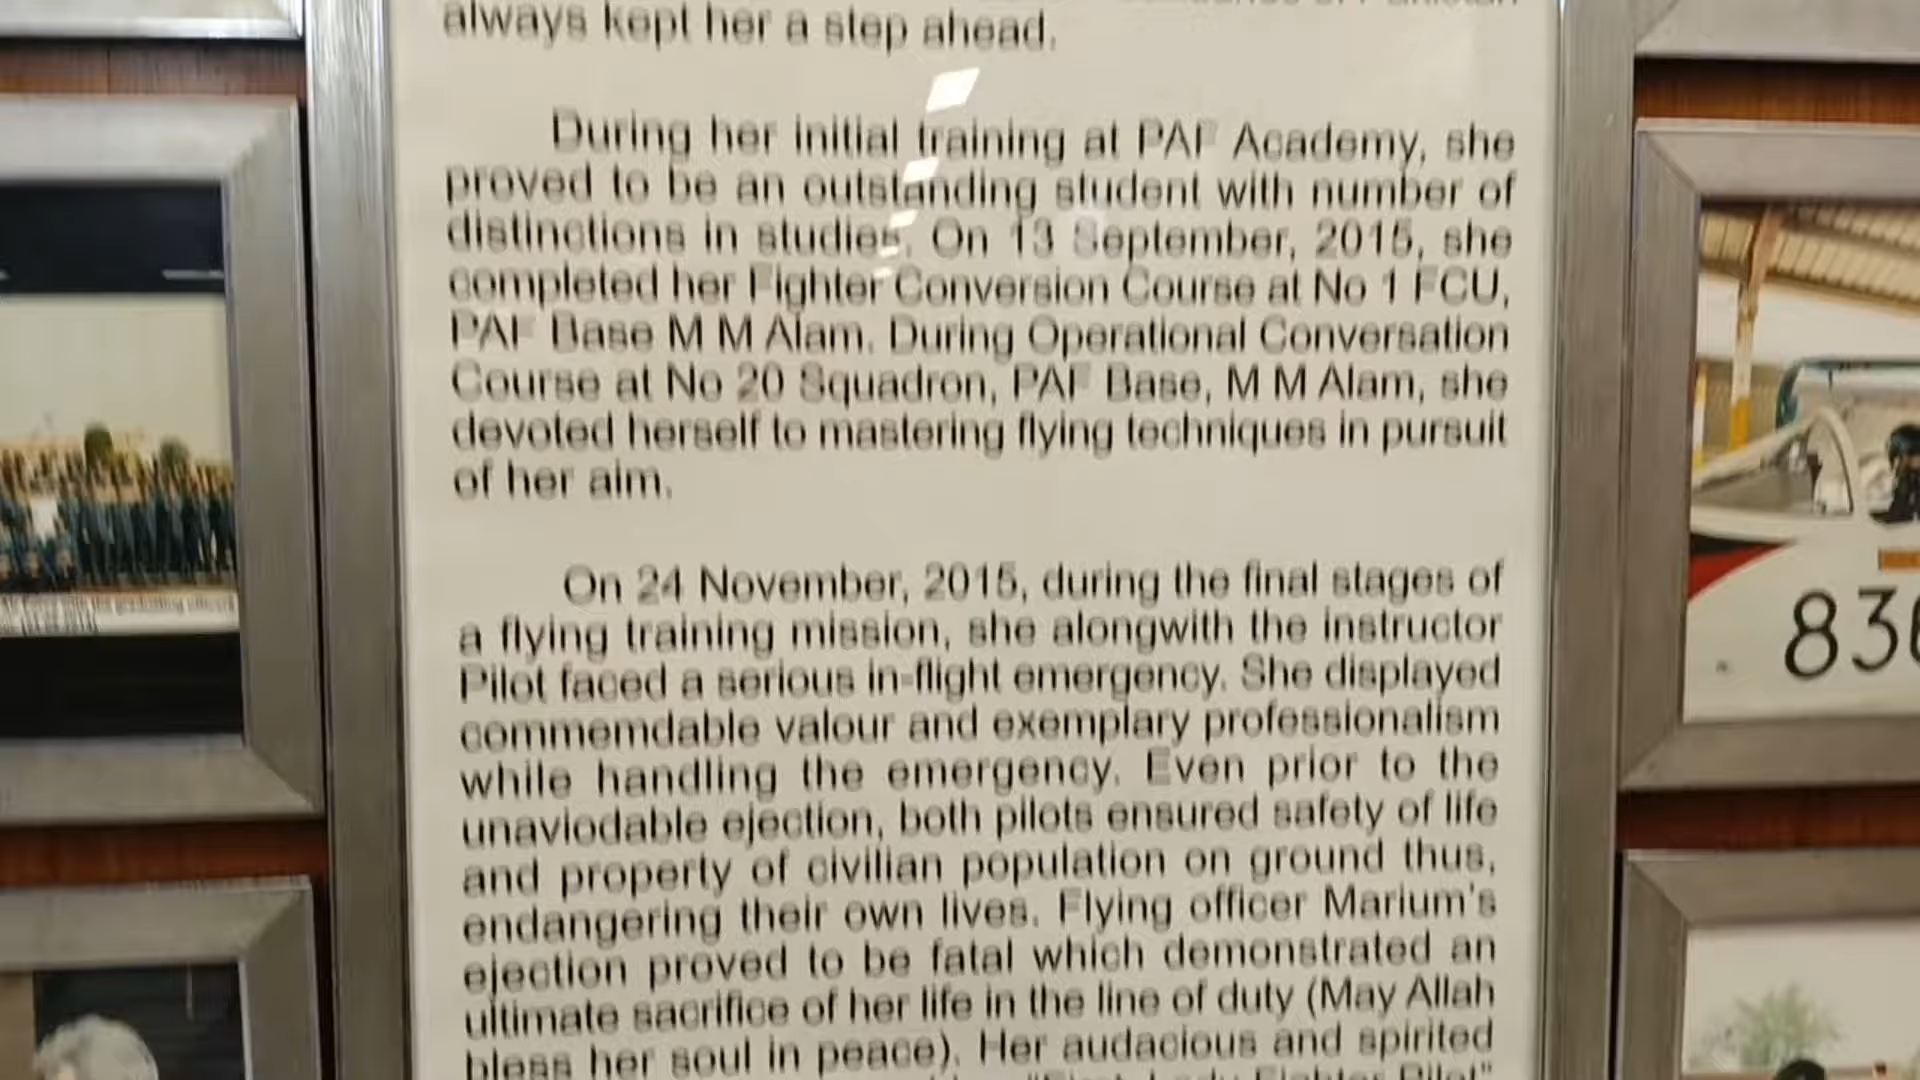 always kept her a step ahead.
During her initial training at PAF Academy, she
proved to be an outstanding student with number of
distinctions in studies. On 13 September, 2015, she
completed her Fighter Conversion Course at No 1 FCU,
PAF Base M M Alam. During Operational Conversation
Course at No 20 Squadron, PAF Base, M M Alam, she
devoted herself to mastering flying techniques in pursuit
of her aim.
On 24 November, 2015, during the final stages of
a flying training mission, she alongwith the instructor
Pilot faced a serious in-flight emergency. She displayed
commemdable valour and exemplary professionalism
while handling the emergency. Even prior to the
unaviodable ejection, both pilots ensured safety of life
and property of civilian population on ground thus,
endangering their own lives. Flying officer Marium's
ejection proved to be fatal which demonstrated an
ultimate sacrifice of her life in the line of duty (May Allah
bless her soul in peace). Her audacious and spirited
"First Lady Fighter Pilot"